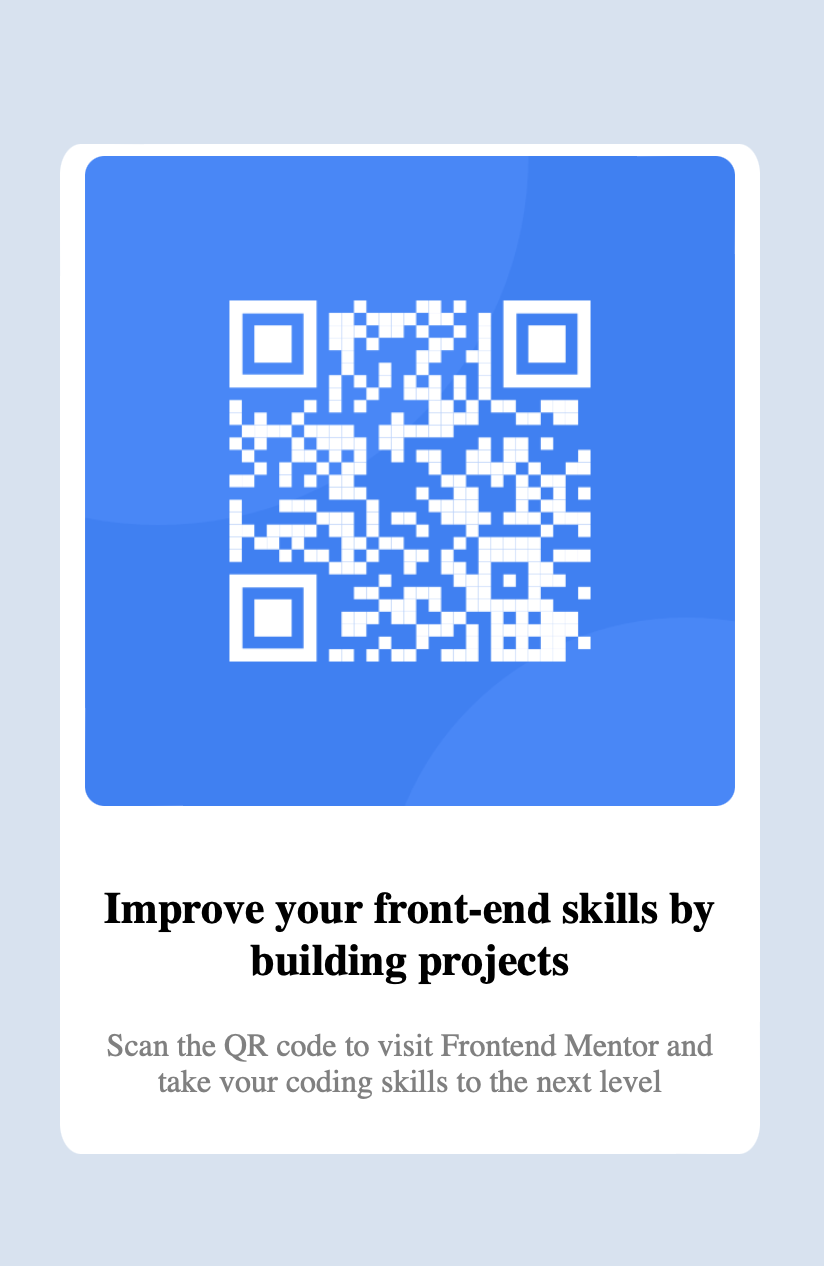 Improve your front-end skills by
building projects
Scan the QR code to visit Frontend Mentor and
take your coding skills to the next level